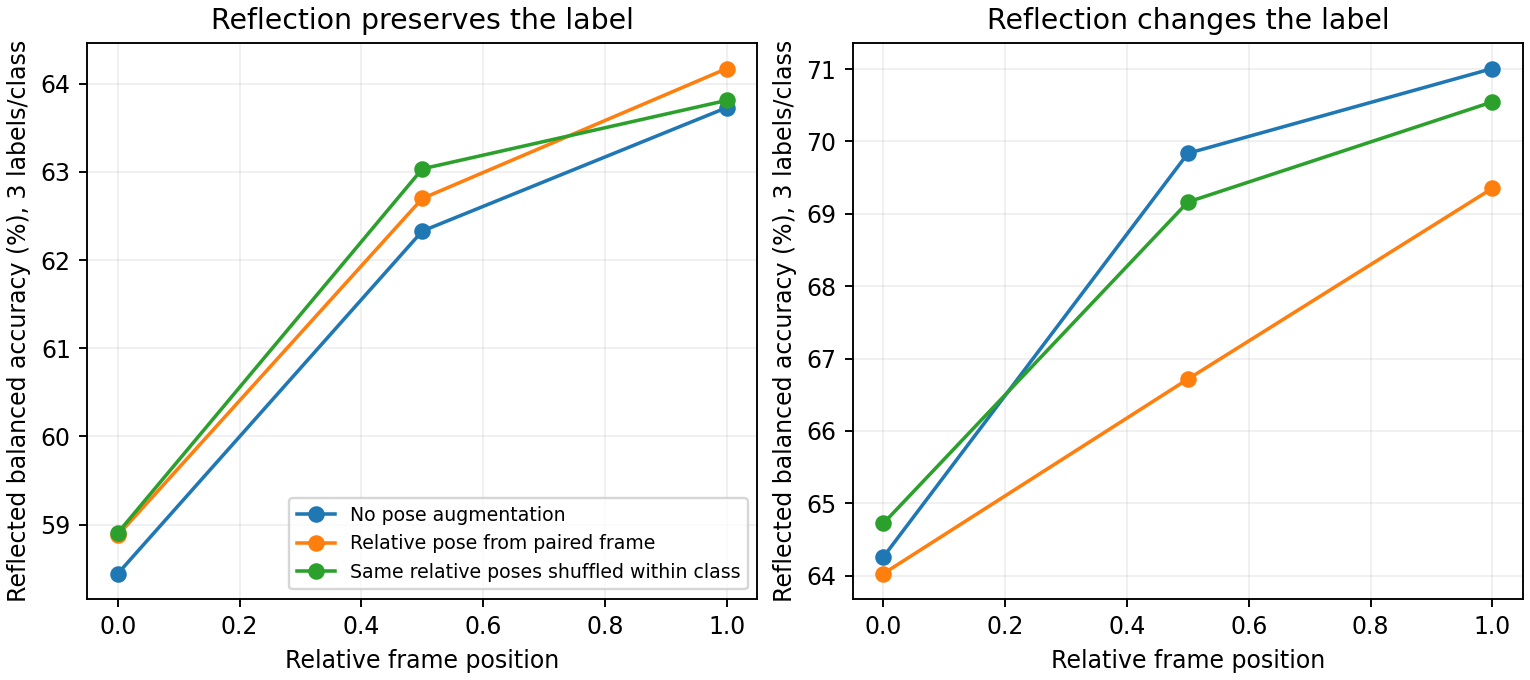 Reflection preserves the label
Reflected balanced accuracy (%), 3 labels/class
64
63
62
61
60
59
No pose augmentation
Relative pose from paired frame
Same relative poses shuffled within class
0.0 0.2 0.4 0.6 0.8 1.0
Relative frame position
Reflection changes the label
Reflected balanced accuracy (%), 3 labels/class
71
70
69
68
67
66
65
64
0.0 0.2 0.4 0.6 0.8 1.0
Relative frame position